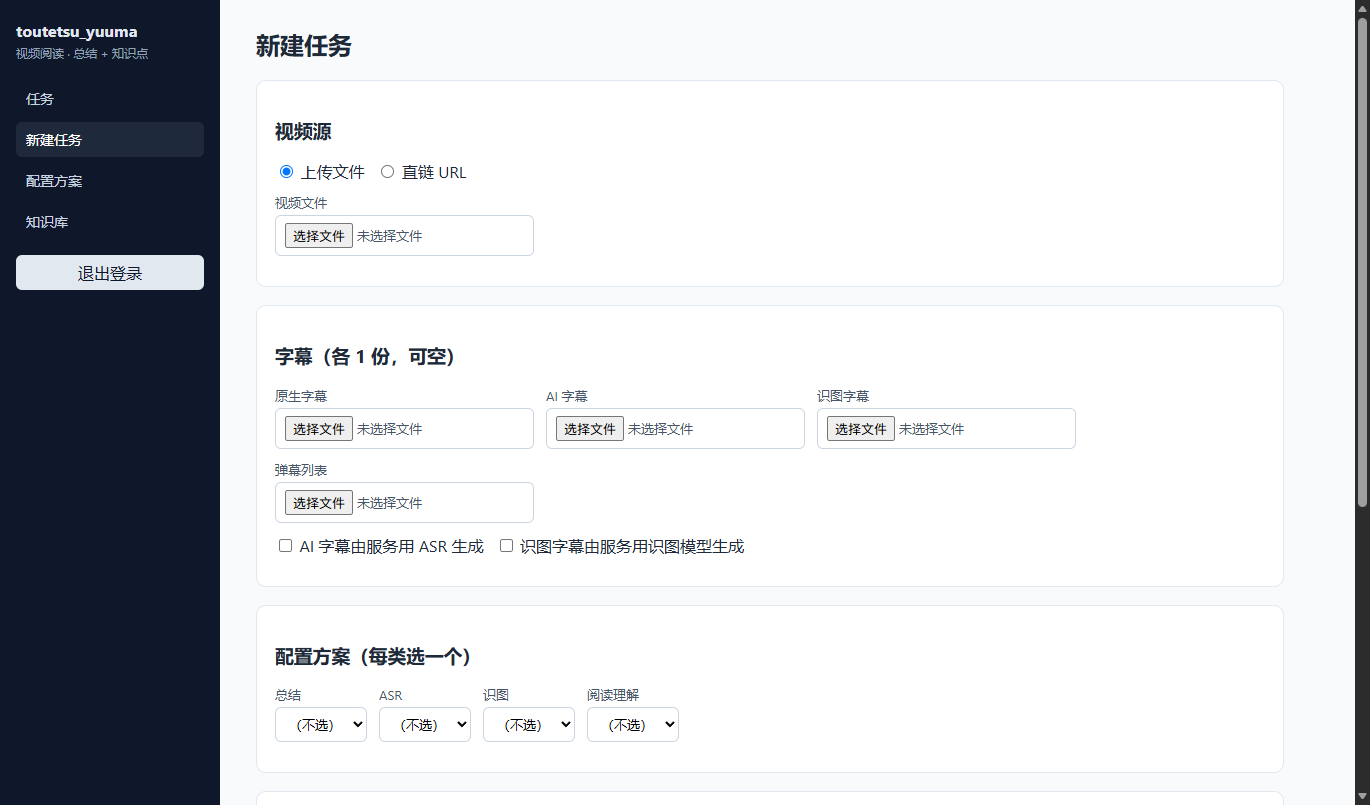 toutetsu_yuuma
视频阅读 · 总结 + 知识点
任务
新建任务
配置方案
知识库
退出登录
新建任务
视频源
上传文件 直链 URL
视频文件
选择文件 未选择文件
字幕（各 1 份，可空）
原生字幕 AI 字幕 识图字幕
选择文件 未选择文件 选择文件 未选择文件 选择文件 未选择文件
弹幕列表
选择文件 未选择文件
AI 字幕由服务用 ASR 生成 识图字幕由服务用识图模型生成
配置方案（每类选一个）
总结 ASR 识图 阅读理解
(不选) (不选) (不选) (不选)